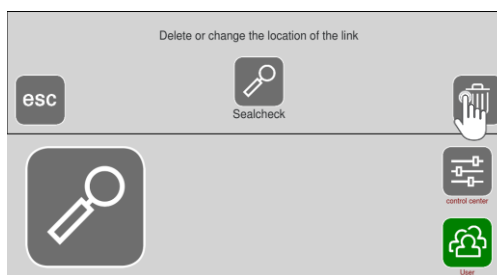 Delete or change the location of the link
esc
Sealcheck
control center
User